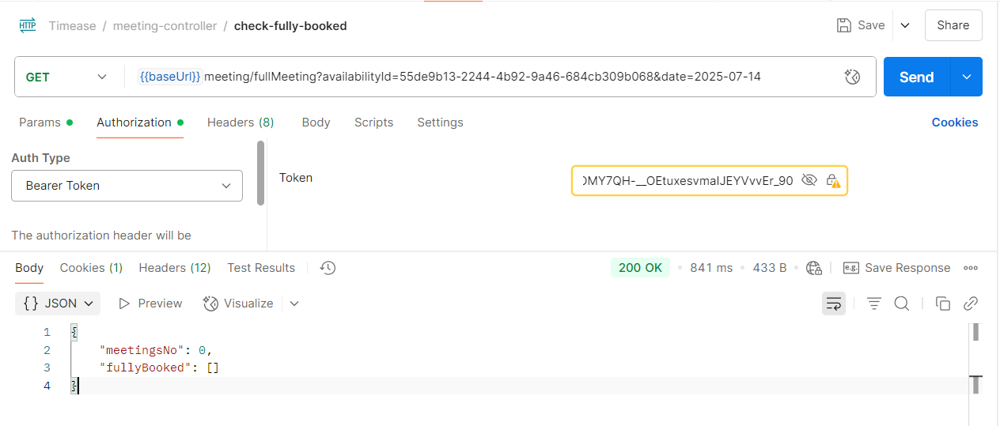 HTTP Timease / meeting-controller / check-fully-booked Save Share
GET {{baseUrl}} meeting/fullMeeting?availabilityId=55de9b13-2244-4b92-9a46-684cb309b068&date=2025-07-14 Send
Params Authorization Headers (8) Body Scripts Settings Cookies
Auth Type
Bearer Token
Token
OMY7QH-__OEtuxesvmaIJEYVvvEr_90
The authorization header will be
Body Cookies (1) Headers (12) Test Results 200 OK 841 ms 433 B e.g. Save Response
{} JSON Preview Visualize
1 {
2 "meetingsNo": 0,
3 "fullyBooked": []
4 }